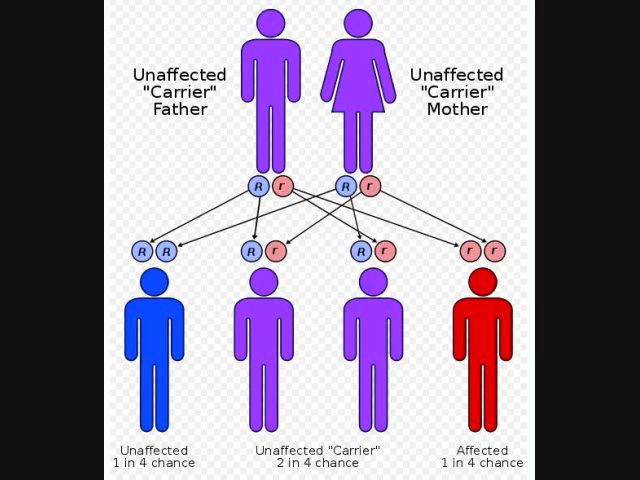 Unaffected
"Carrier"
Father
Unaffected
"Carrier"
Mother
R r R r
R R R r R r r r
Unaffected
1 in 4 chance
Unaffected "Carrier"
2 in 4 chance
Affected
1 in 4 chance